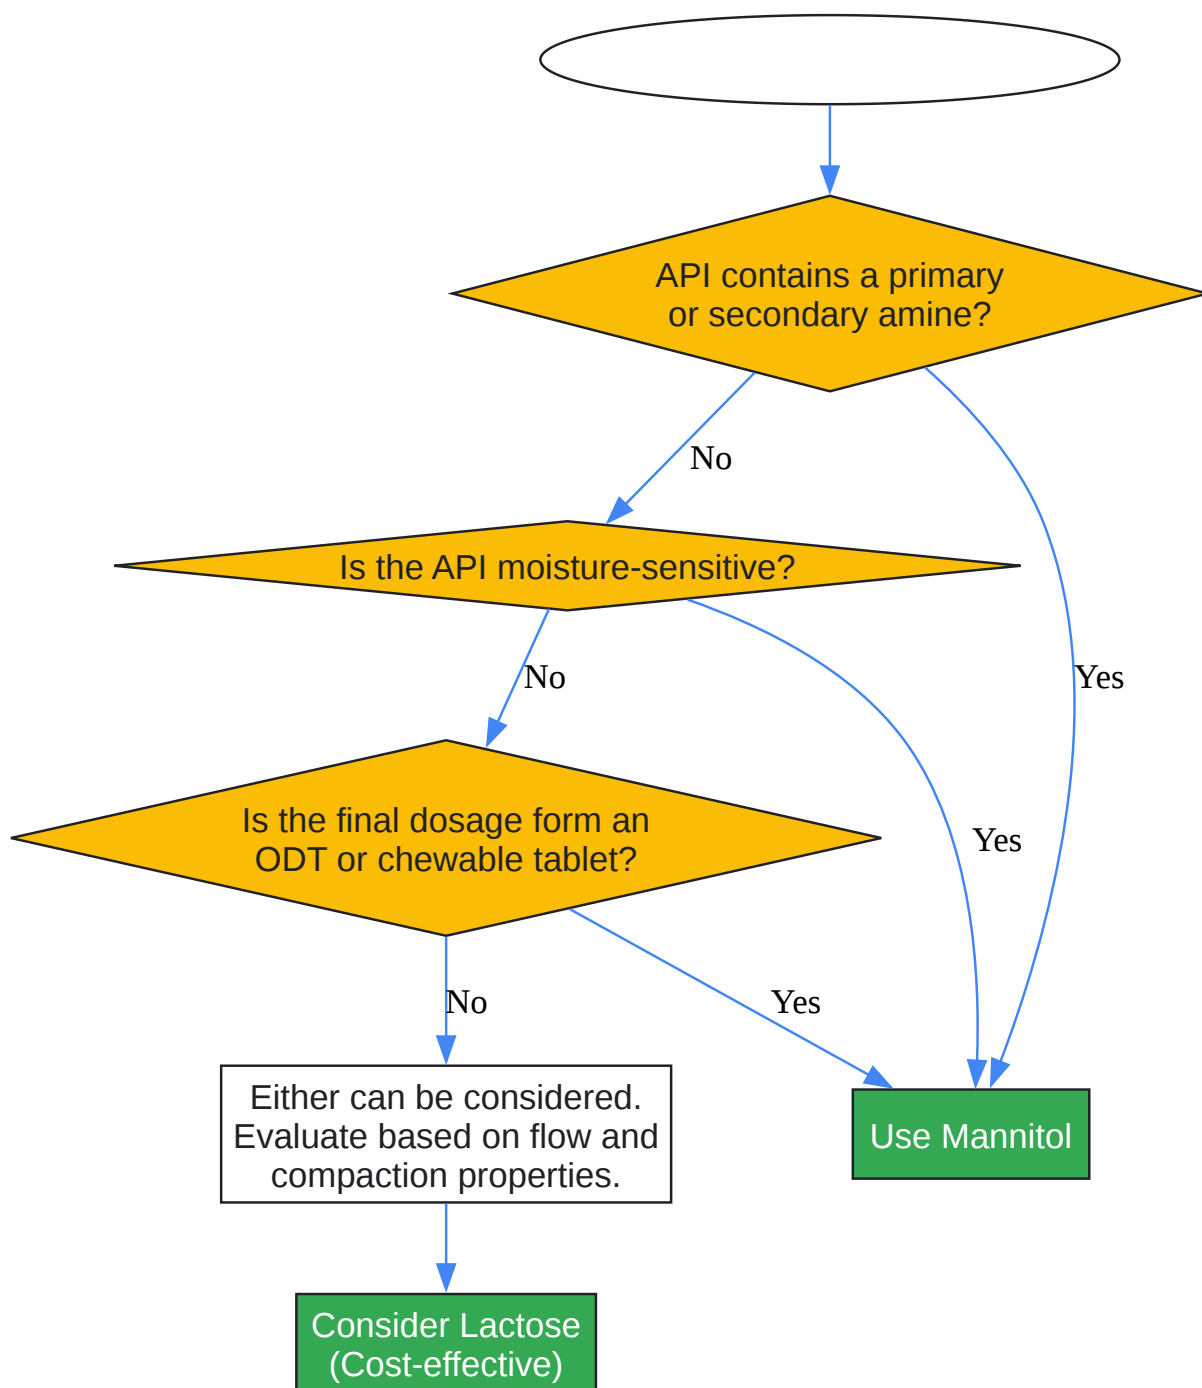 API contains a primary
or secondary amine?
No
Is the API moisture-sensitive?
No
Yes
Is the final dosage form an
ODT or chewable tablet?
Yes
No
Yes
Either can be considered.
Evaluate based on flow and
compaction properties.
Use Mannitol
Consider Lactose
(Cost-effective)